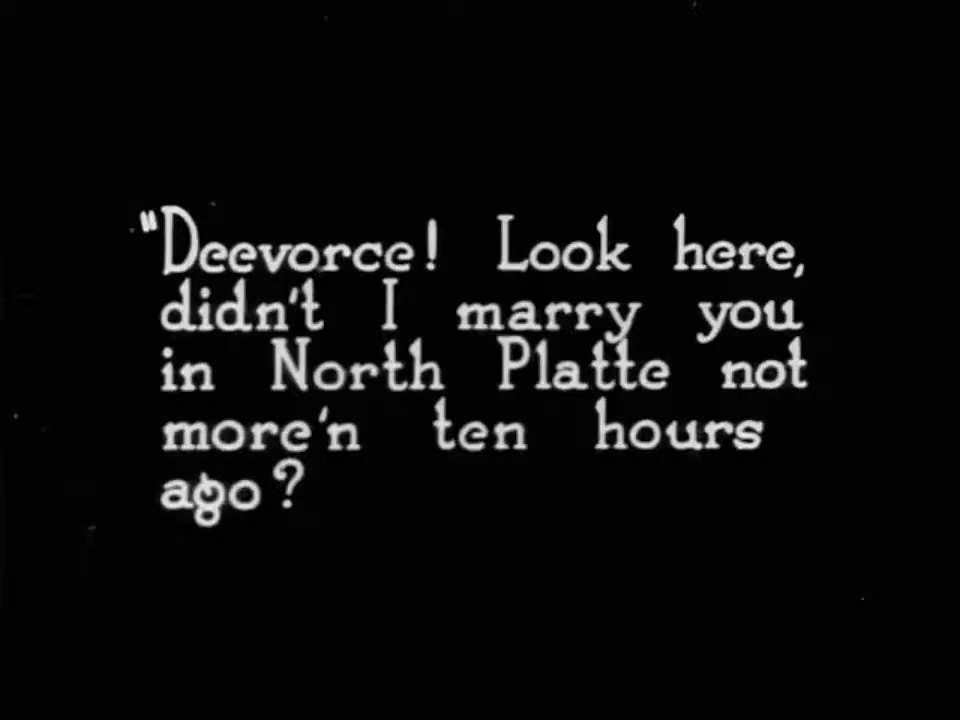 "Deevorce! Look here,
didn't I marry you
in North Platte not
more'n ten hours
ago?